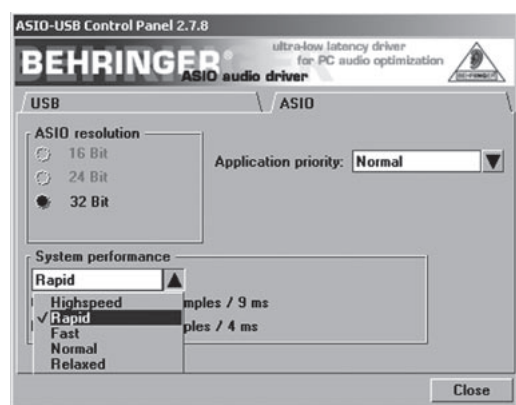 ASIO-USB Control Panel 2.7.8
BEHRINGER
ultra-low latency driver
for PC audio optimization
ASIO audio driver
BEHRINGER
USB
ASIO
ASIO resolution
16 Bit
24 Bit
32 Bit
Application priority: Normal
System performance
Rapid
Highspeed
mples / 9 ms
Rapid
ples / 4 ms
Fast
Normal
Relaxed
Close